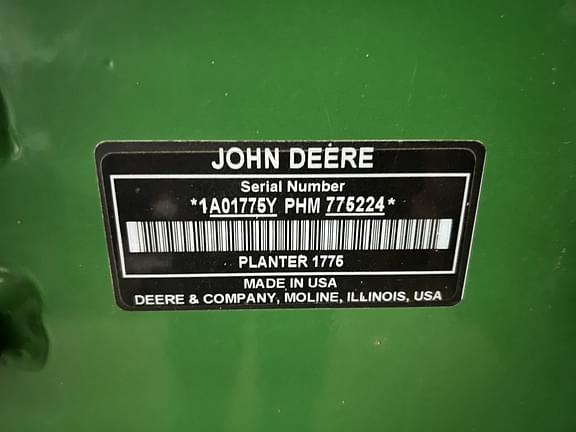 JOHN DEERE
Serial Number
*1A01775Y PHM 775224*
PLANTER 1775
MADE IN USA
DEERE & COMPANY, MOLINE, ILLINOIS, USA